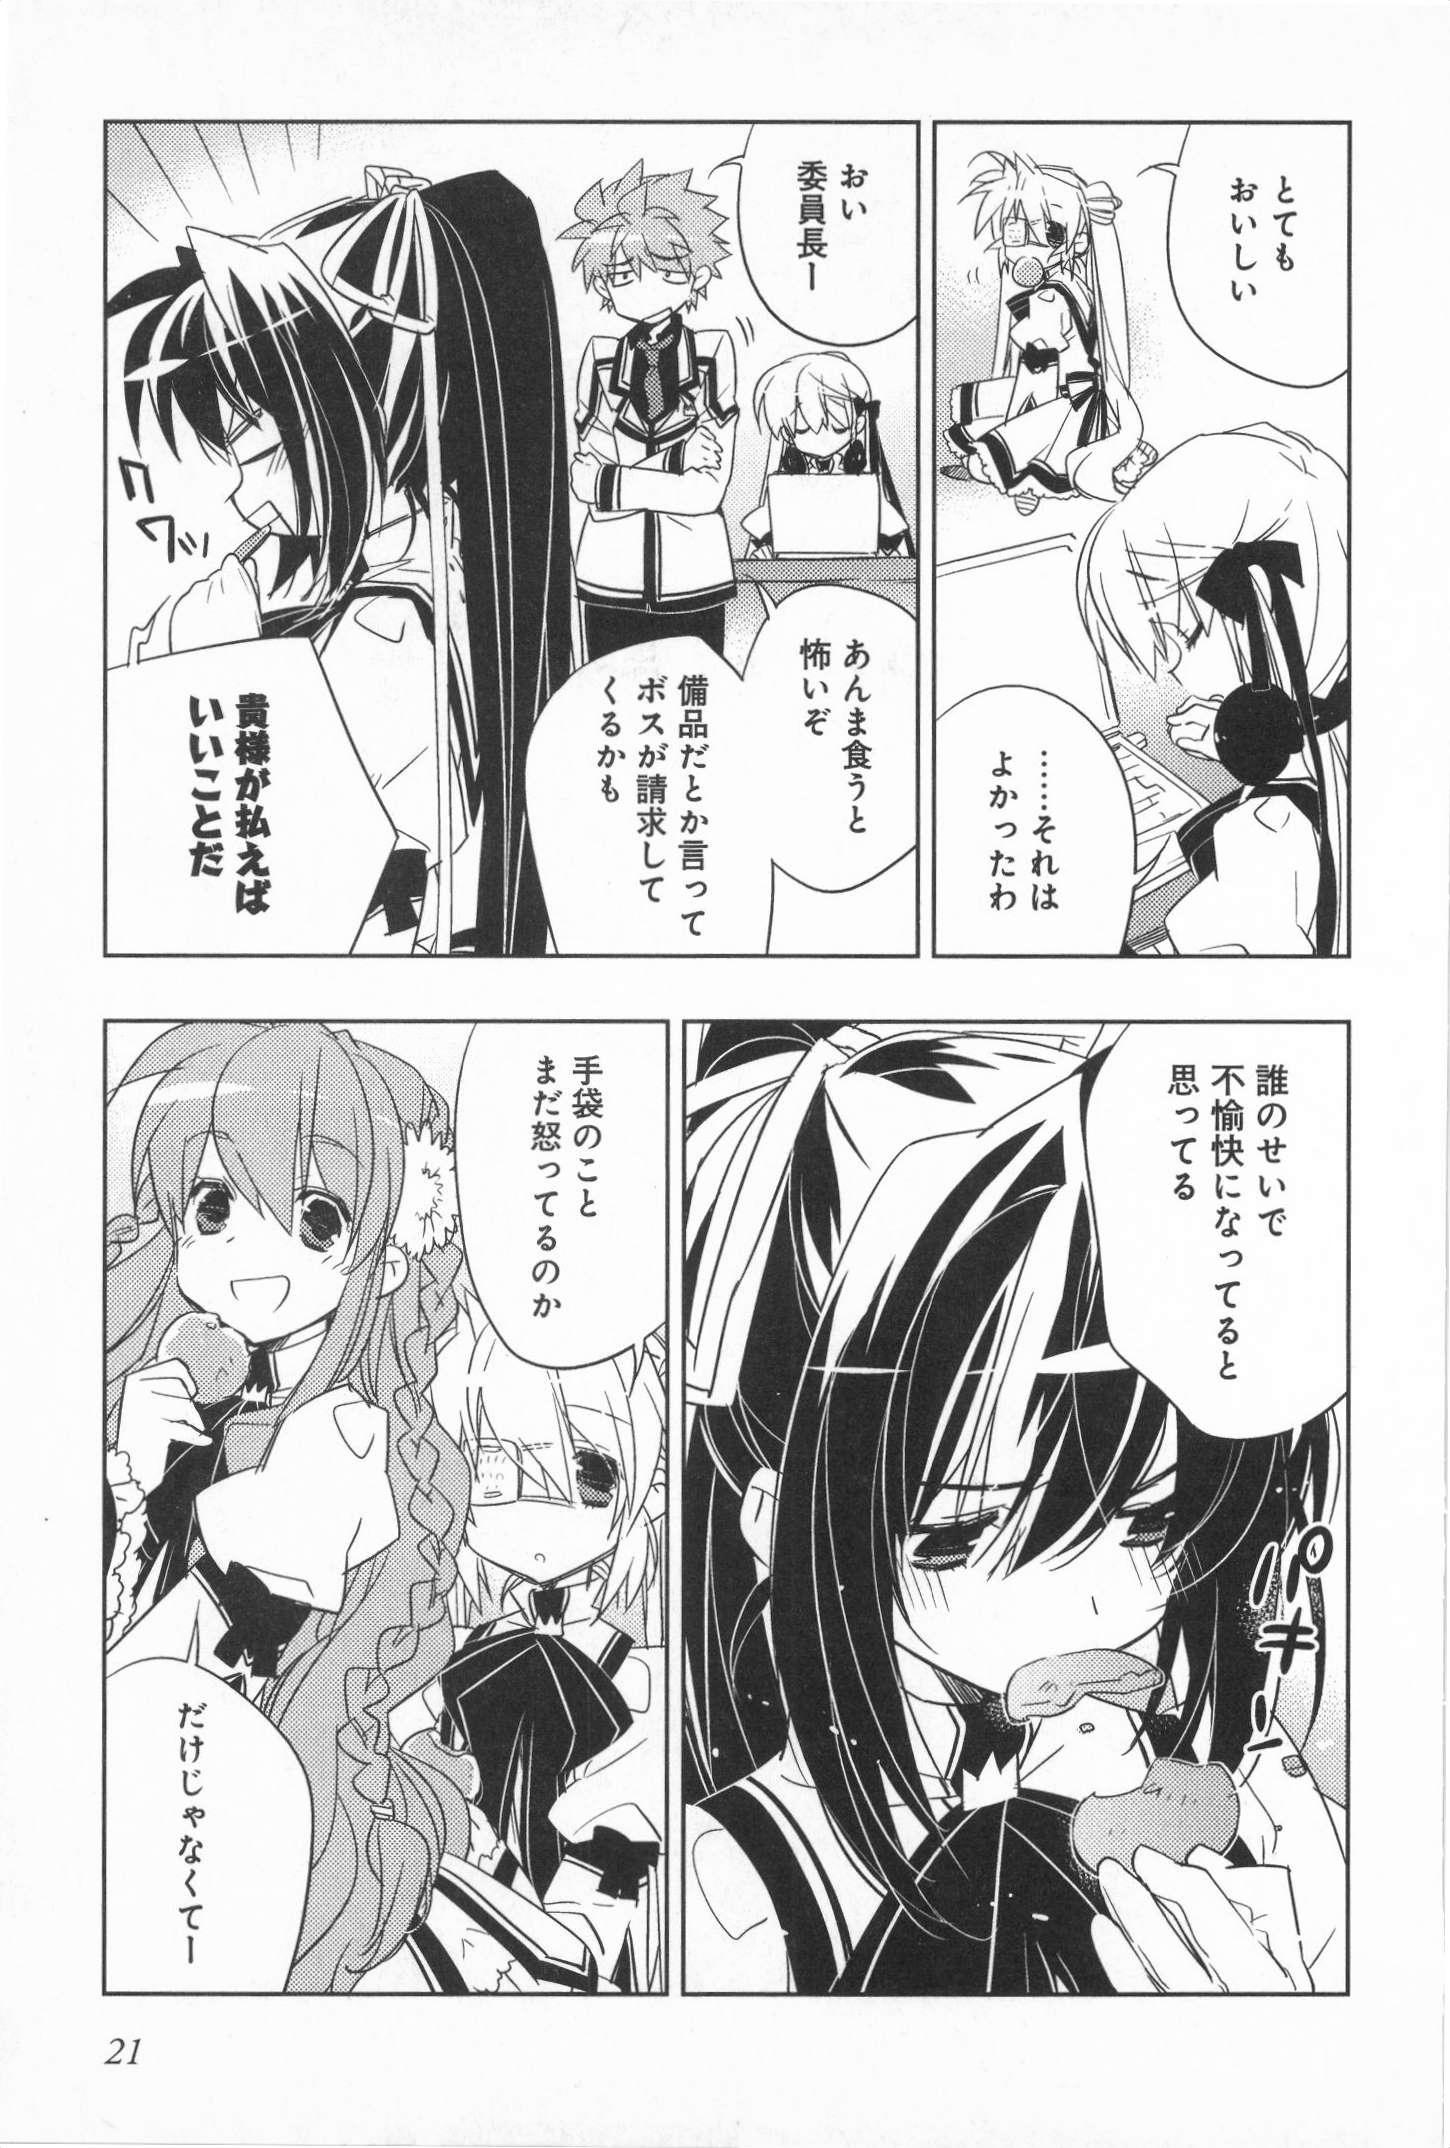 とても
おいしい
……それは
よかったわ
おい
委員長ー
あんま食うと
怖いぞ
備品だとか言って
ボスが請求して
くるかも
クワッ
貴様が払えば
いいことだ
誰のせいで
不愉快になってると
思ってる
パキーン
手袋のこと
まだ怒ってるのか
だけじゃなくてー
21